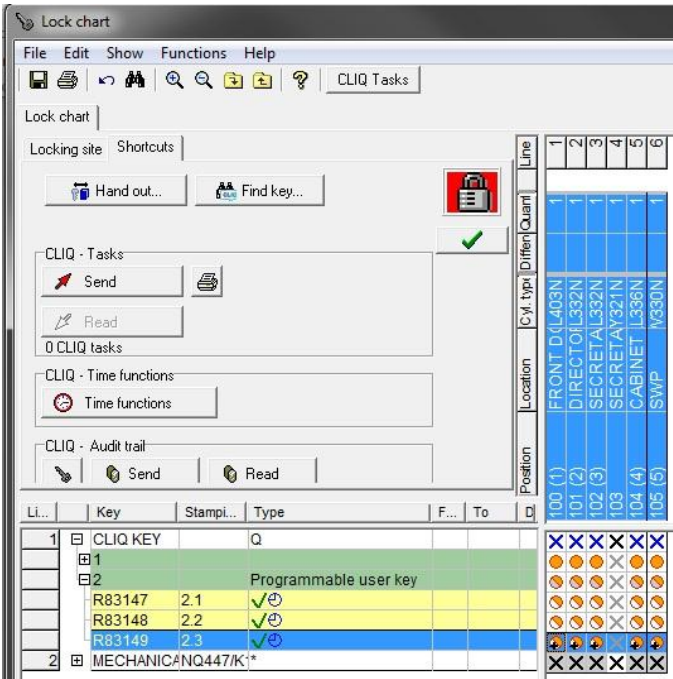 Lock chart
File Edit Show Functions Help
CLIQ Tasks
Lock chart
Locking site Shortcuts
Hand out... Find key...
CLIQ - Tasks
Send
Read
0 CLIQ tasks
CLIQ - Time functions
Time functions
CLIQ - Audit trail
Send Read
Line 1 2 3 4 5 6
Quant 1 1 1 1 1 1
Differ
Cyl. type L403N L332N L332N Y321N L336N V330N
Location FRONT D( DIRECTO SECRETA SECRETA CABINET SWP
Position 100 (1) 101 (2) 102 (3) 103 104 (4) 105 (5)
Li... Key Stampi... Type F... To D
1 CLIQ KEY Q
1
2 Programmable user key
R83147 2.1
R83148 2.2
R83149 2.3
2 MECHANICA NQ447/K *